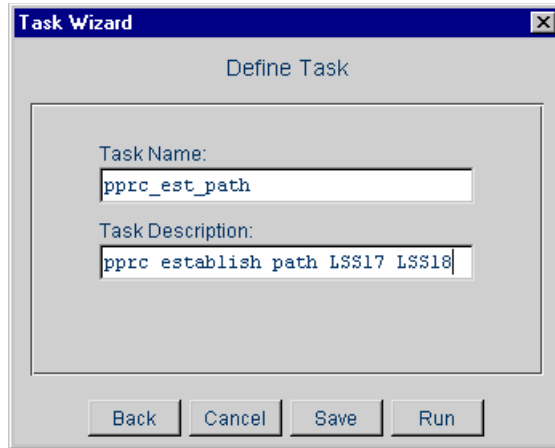 Task Wizard
Define Task
Task Name:
pprc_est_path
Task Description:
pprc establish path LSS17 LSS18
Back Cancel Save Run